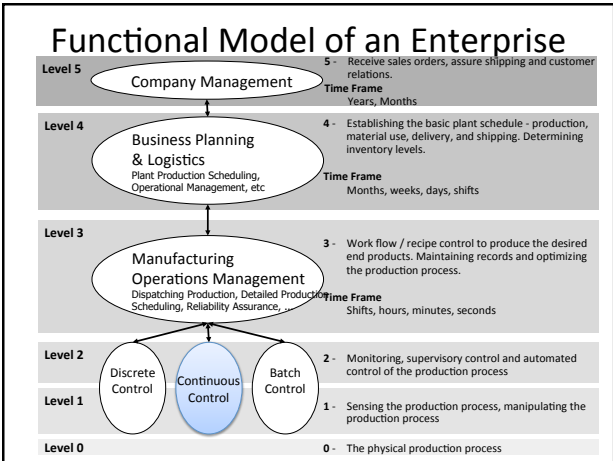 Functional Model of an Enterprise
Level 5
Company Management
5 - Receive sales orders, assure shipping and customer
relations.
Time Frame
Years, Months
Level 4
Business Planning
& Logistics
Plant Production Scheduling,
Operational Management, etc
4 - Establishing the basic plant schedule - production,
material use, delivery, and shipping. Determining
inventory levels.
Time Frame
Months, weeks, days, shifts
Level 3
Manufacturing
Operations Management
Dispatching Production, Detailed Production
Scheduling, Reliability Assurance, ...
3 - Work flow / recipe control to produce the desired
end products. Maintaining records and optimizing
the production process.
Time Frame
Shifts, hours, minutes, seconds
Level 2
Discrete
Control
Continuous
Control
Batch
Control
2 - Monitoring, supervisory control and automated
control of the production process
Level 1
1 - Sensing the production process, manipulating the
production process
Level 0
0 - The physical production process